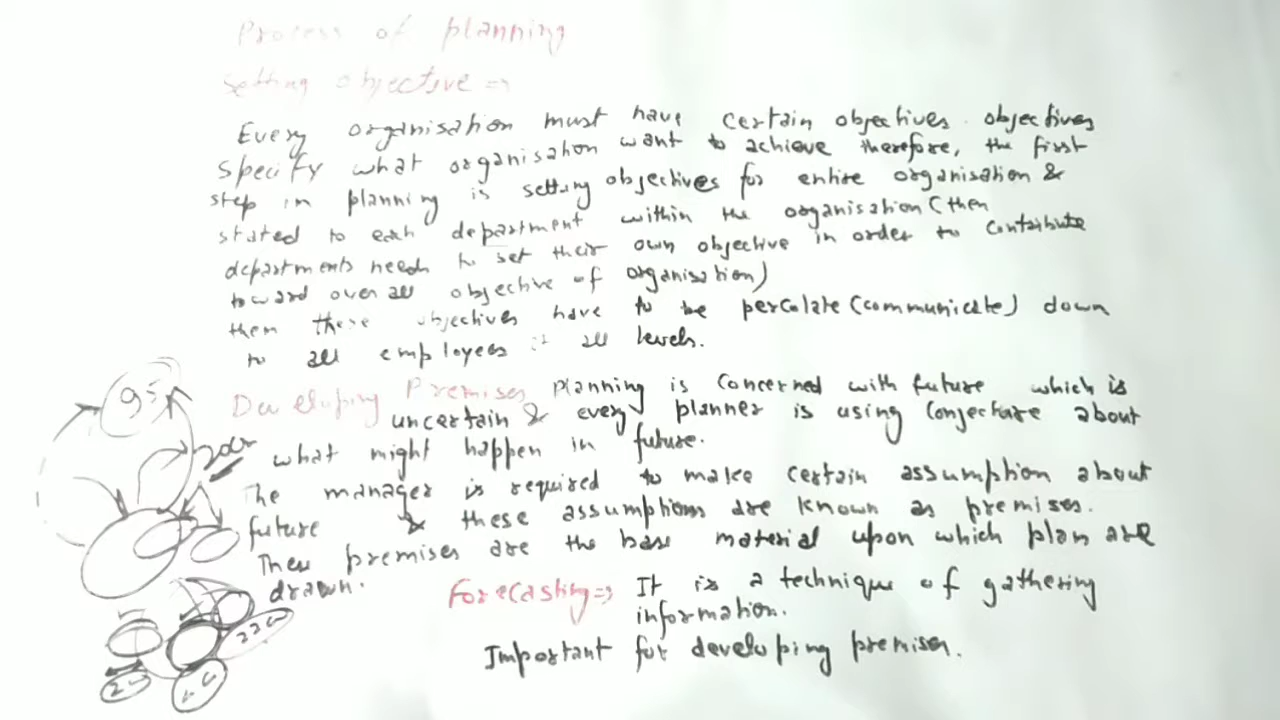 Process of planning
Setting objective ⇒
Every organisation must have certain objectives. objectives
specify what organisation want to achieve therefore, the first
step in planning is setting objectives for entire organisation &
stated to each department within the organisation (then
departments needs to set their own objective in order to contribute
toward over all objective of organisation)
them these objectives have to be percolate (communicate) down
to all employees all levels.
Developing Premises planning is concerned with future which is
uncertain & every planner is using conjecture about
what might happen in future.
The manager is required to make certain assumption about
future & these assumptions are known as premises.
These premises are the base material upon which plan are
drawn.
Forecasting ⇒ It is a technique of gathering
information.
Important for developing premises.